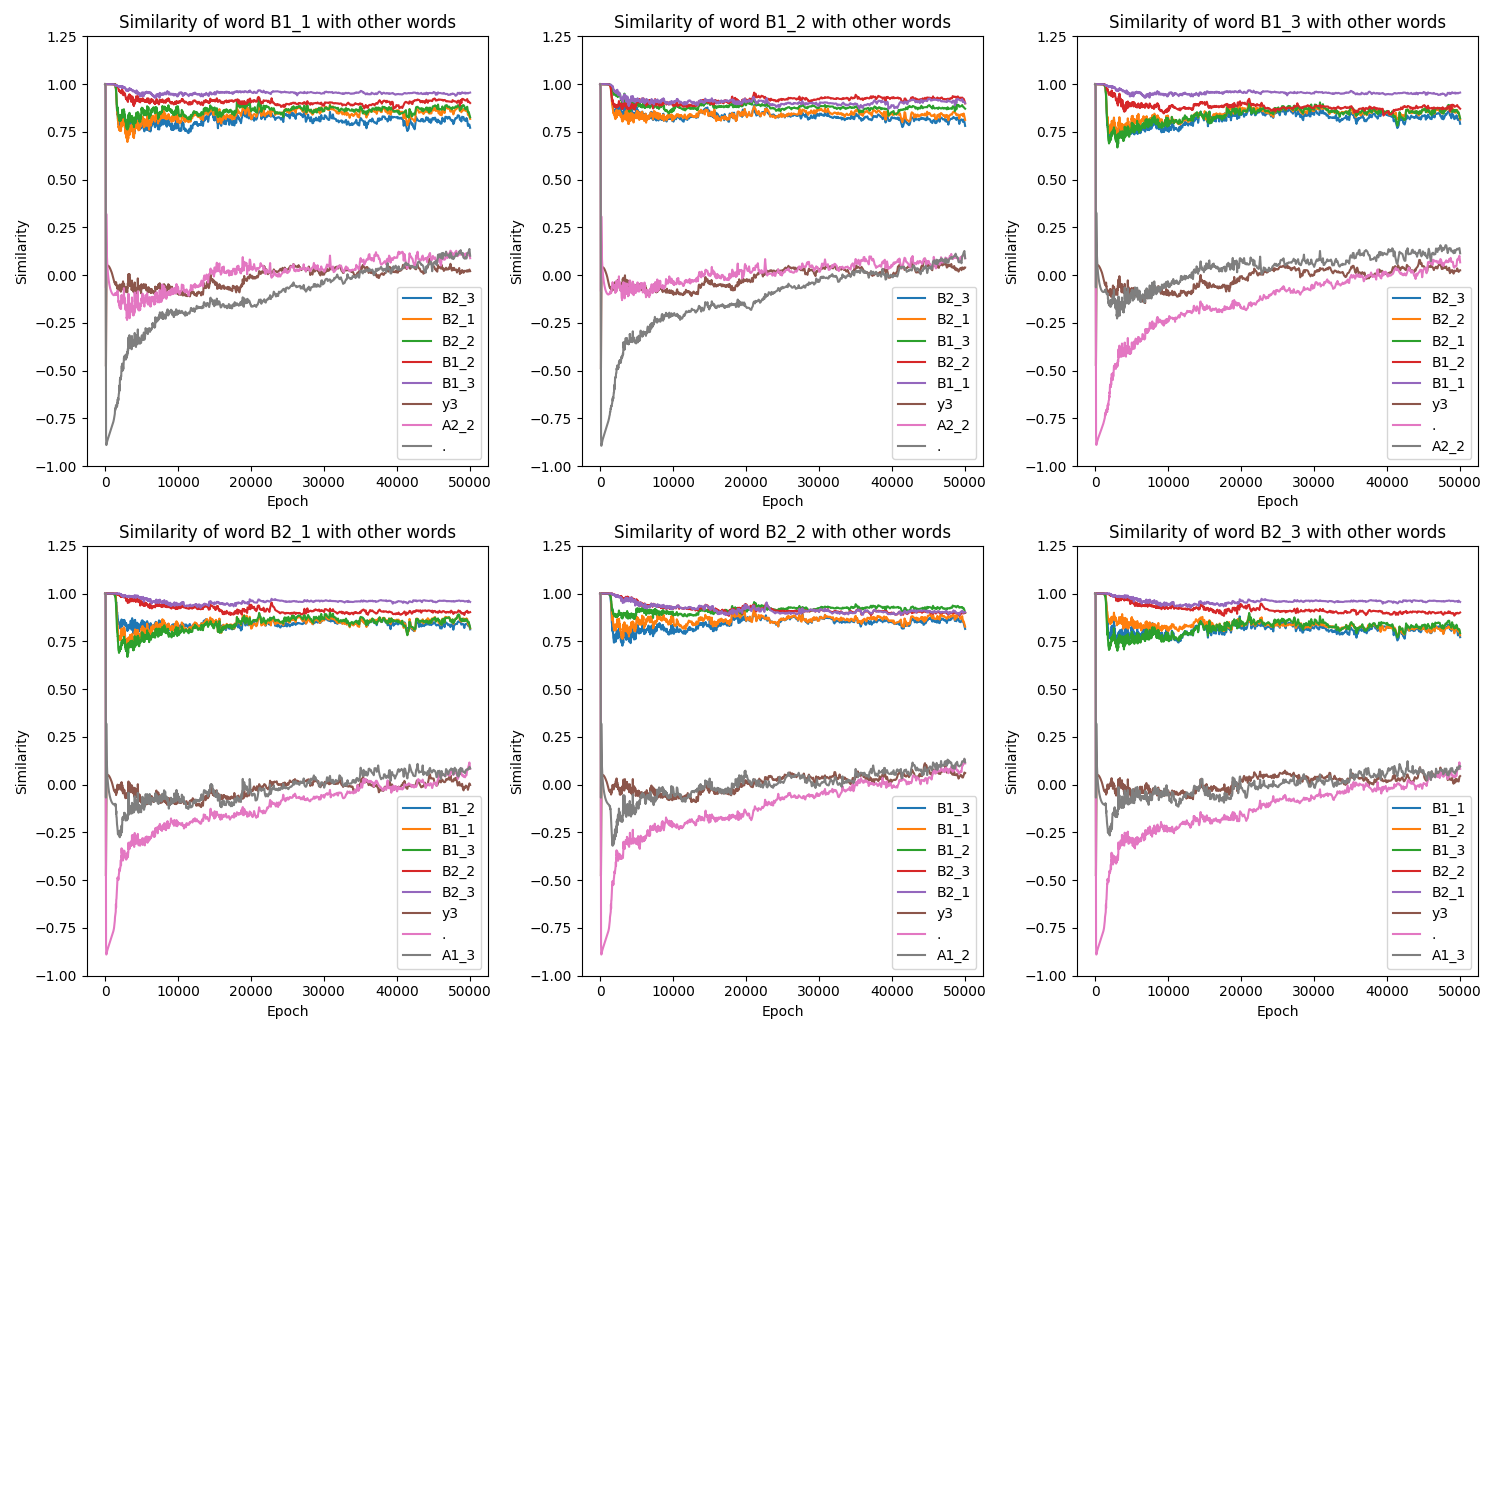 Similarity of word B1_1 with other words
1.25
1.00
0.75
0.50
0.25
0.00
−0.25
−0.50
−0.75
−1.00
Similarity
0 10000 20000 30000 40000 50000
Epoch
B2_3
B2_1
B2_2
B1_2
B1_3
y3
A2_2
.
Similarity of word B1_2 with other words
1.25
1.00
0.75
0.50
0.25
0.00
−0.25
−0.50
−0.75
−1.00
Similarity
0 10000 20000 30000 40000 50000
Epoch
B2_3
B2_1
B1_3
B2_2
B1_1
y3
A2_2
.
Similarity of word B1_3 with other words
1.25
1.00
0.75
0.50
0.25
0.00
−0.25
−0.50
−0.75
−1.00
Similarity
0 10000 20000 30000 40000 50000
Epoch
B2_3
B2_2
B2_1
B1_2
B1_1
y3
.
A2_2
Similarity of word B2_1 with other words
1.25
1.00
0.75
0.50
0.25
0.00
−0.25
−0.50
−0.75
−1.00
Similarity
0 10000 20000 30000 40000 50000
Epoch
B1_2
B1_1
B1_3
B2_2
B2_3
y3
.
A1_3
Similarity of word B2_2 with other words
1.25
1.00
0.75
0.50
0.25
0.00
−0.25
−0.50
−0.75
−1.00
Similarity
0 10000 20000 30000 40000 50000
Epoch
B1_3
B1_1
B1_2
B2_3
B2_1
y3
.
A1_2
Similarity of word B2_3 with other words
1.25
1.00
0.75
0.50
0.25
0.00
−0.25
−0.50
−0.75
−1.00
Similarity
0 10000 20000 30000 40000 50000
Epoch
B1_1
B1_2
B1_3
B2_2
B2_1
y3
.
A1_3